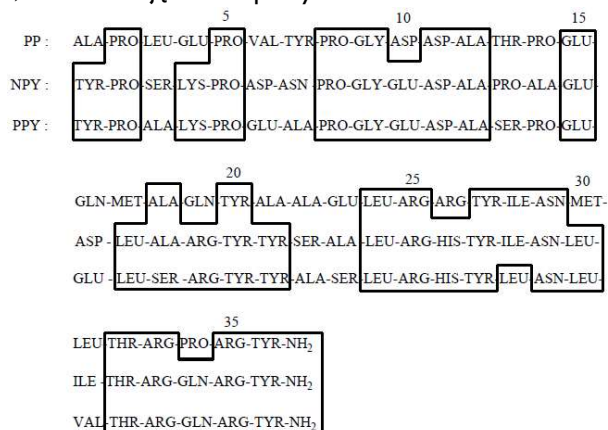 5 10 15
PP : ALA-PRO-LEU-GLU-PRO-VAL-TYR-PRO-GLY-ASP-ASP-ALA-THR-PRO-GLU-
NPY : TYR-PRO-SER-LYS-PRO-ASP-ASN-PRO-GLY-GLU-ASP-ALA-PRO-ALA-GLU-
PPY : TYR-PRO-ALA-LYS-PRO-GLU-ALA-PRO-GLY-GLU-ASP-ALA-SER-PRO-GLU-
20 25 30
GLN-MET-ALA-GLN-TYR-ALA-ALA-GLU-LEU-ARG-ARG-TYR-ILE-ASN-MET-
ASP -LEU-ALA-ARG-TYR-TYR-SER-ALA-LEU-ARG-HIS-TYR-ILE-ASN-LEU-
GLU -LEU-SER -ARG-TYR-TYR-ALA-SER-LEU-ARG-HIS-TYR-LEU-ASN-LEU-
35
LEU-THR-ARG-PRO-ARG-TYR-NH2
ILE -THR-ARG-GLN-ARG-TYR-NH2
VAL-THR-ARG-GLN-ARG-TYR-NH2